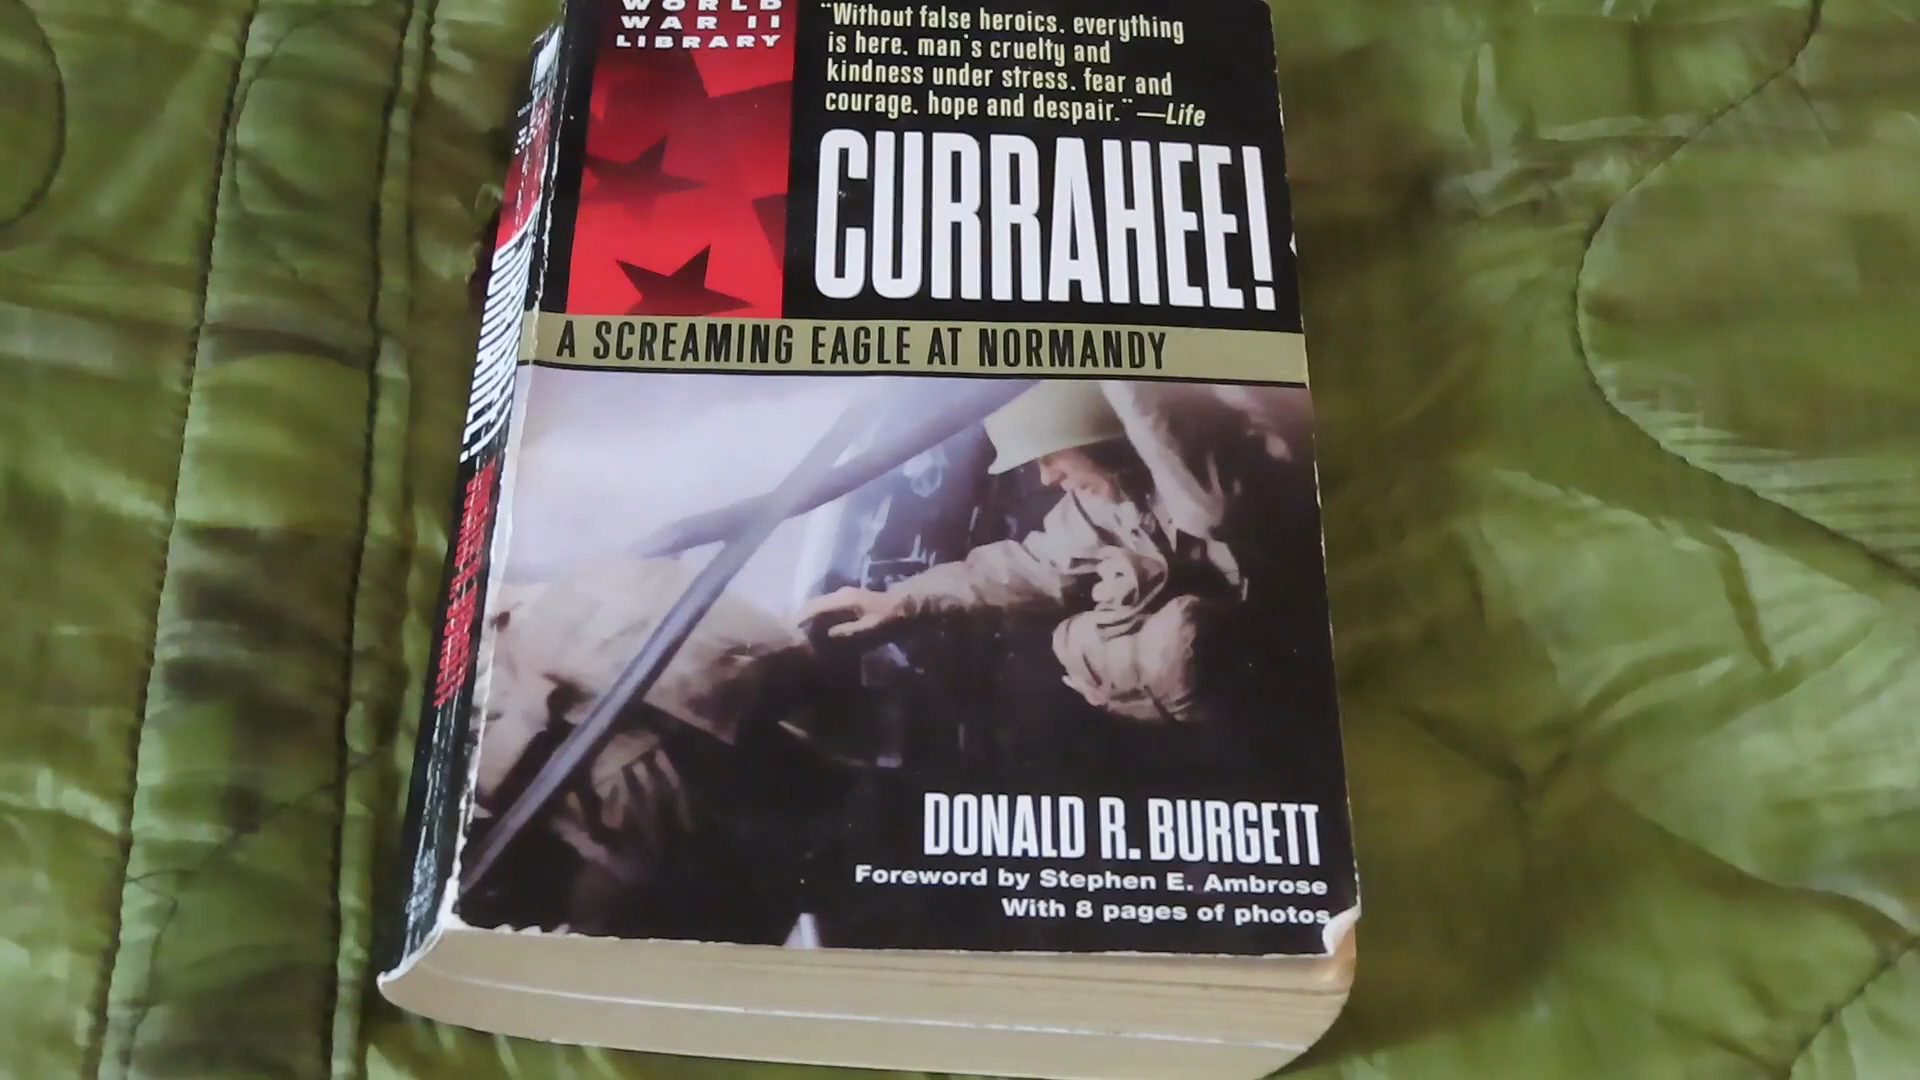 WORLD
WAR II
LIBRARY
"Without false heroics. everything
is here. man's cruelty and
kindness under stress. fear and
courage. hope and despair." —Life
CURRAHEE!
A SCREAMING EAGLE AT NORMANDY
DONALD R. BURGETT
Foreword by Stephen E. Ambrose
With 8 pages of photos
CURRAHEE!